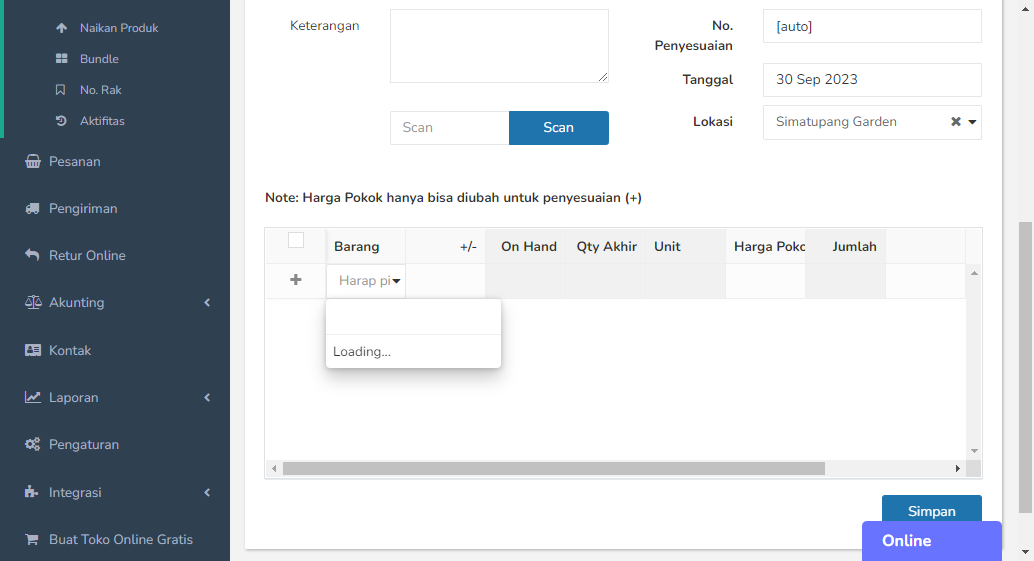 Naikan Produk
Bundle
No. Rak
Aktifitas
Pesanan
Pengiriman
Retur Online
Akunting
Kontak
Laporan
Pengaturan
Integrasi
Buat Toko Online Gratis
Keterangan
No. Penyesuaian
[auto]
Tanggal
30 Sep 2023
Scan
Scan
Lokasi
Simatupang Garden
Note: Harga Pokok hanya bisa diubah untuk penyesuaian (+)
Barang +/- On Hand Qty Akhir Unit Harga Poko Jumlah
Harap pi
Loading...
Simpan
Online